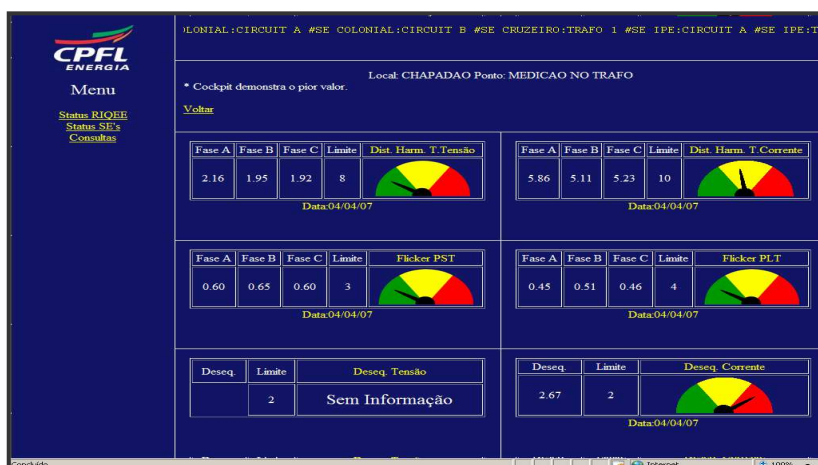 OLONIAL:CIRCUIT A #SE COLONIAL:CIRCUIT B #SE CRUZEIRO:TRAFO 1 #SE IPE:CIRCUIT A #SE IPE:T
CPFL
ENERGIA
Menu
Status RIQEE
Status SE's
Consultas
Local: CHAPADAO Ponto: MEDICAO NO TRAFO
* Cockpit demonstra o pior valor.
Voltar
Fase A Fase B Fase C Limite Dist. Harm. T.Tensão
2.16 1.95 1.92 8
Data:04/04/07
Fase A Fase B Fase C Limite Dist. Harm. T.Corrente
5.86 5.11 5.23 10
Data:04/04/07
Fase A Fase B Fase C Limite Flicker PST
0.60 0.65 0.60 3
Data:04/04/07
Fase A Fase B Fase C Limite Flicker PLT
0.45 0.51 0.46 4
Data:04/04/07
Deseq. Limite Deseq. Tensão
2 Sem Informação
Deseq. Limite Deseq. Corrente
2.67 2
Data:04/04/07
Concluído
Internet
100%